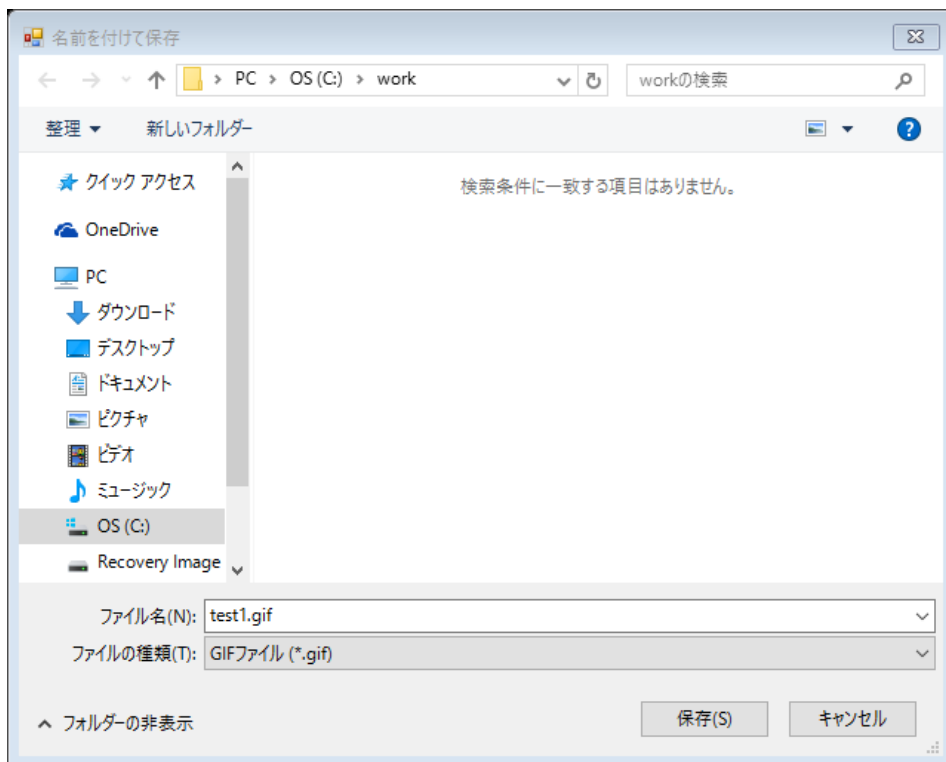 名前を付けて保存
PC > OS (C:) > work
workの検索
整理
新しいフォルダー
検索条件に一致する項目はありません。
クイック アクセス
OneDrive
PC
ダウンロード
デスクトップ
ドキュメント
ピクチャ
ビデオ
ミュージック
OS (C:)
Recovery Image
ファイル名(N): test1.gif
ファイルの種類(T): GIFファイル (*.gif)
フォルダーの非表示
保存(S)
キャンセル